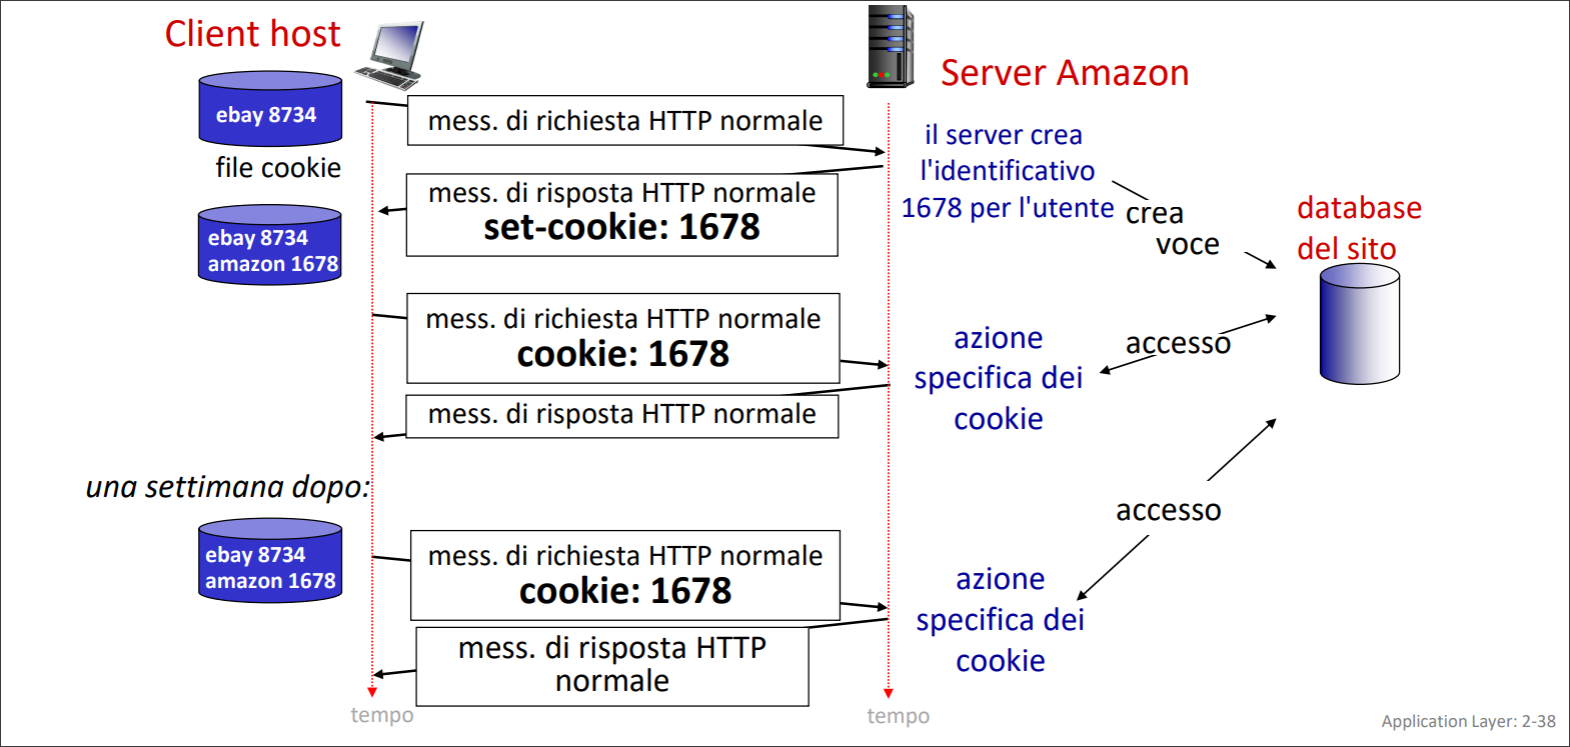 Client host
Server Amazon
ebay 8734
file cookie
mess. di richiesta HTTP normale
il server crea
l'identificativo
1678 per l'utente
mess. di risposta HTTP normale
set-cookie: 1678
crea
voce
database
del sito
ebay 8734
amazon 1678
mess. di richiesta HTTP normale
cookie: 1678
azione
specifica dei
cookie
accesso
mess. di risposta HTTP normale
una settimana dopo:
ebay 8734
amazon 1678
mess. di richiesta HTTP normale
cookie: 1678
azione
specifica dei
cookie
accesso
mess. di risposta HTTP
normale
tempo
tempo
Application Layer: 2-38